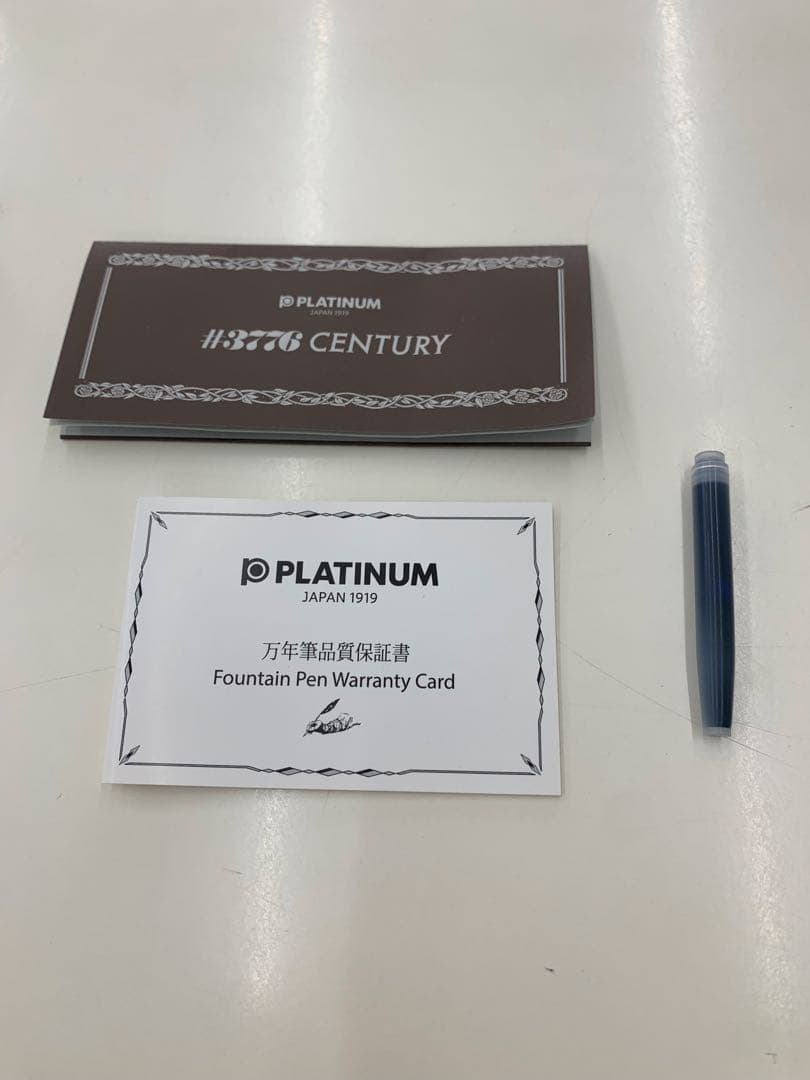 PLATINUM
JAPAN 1919
#3776 CENTURY
PLATINUM
JAPAN 1919
万年筆品質保証書
Fountain Pen Warranty Card